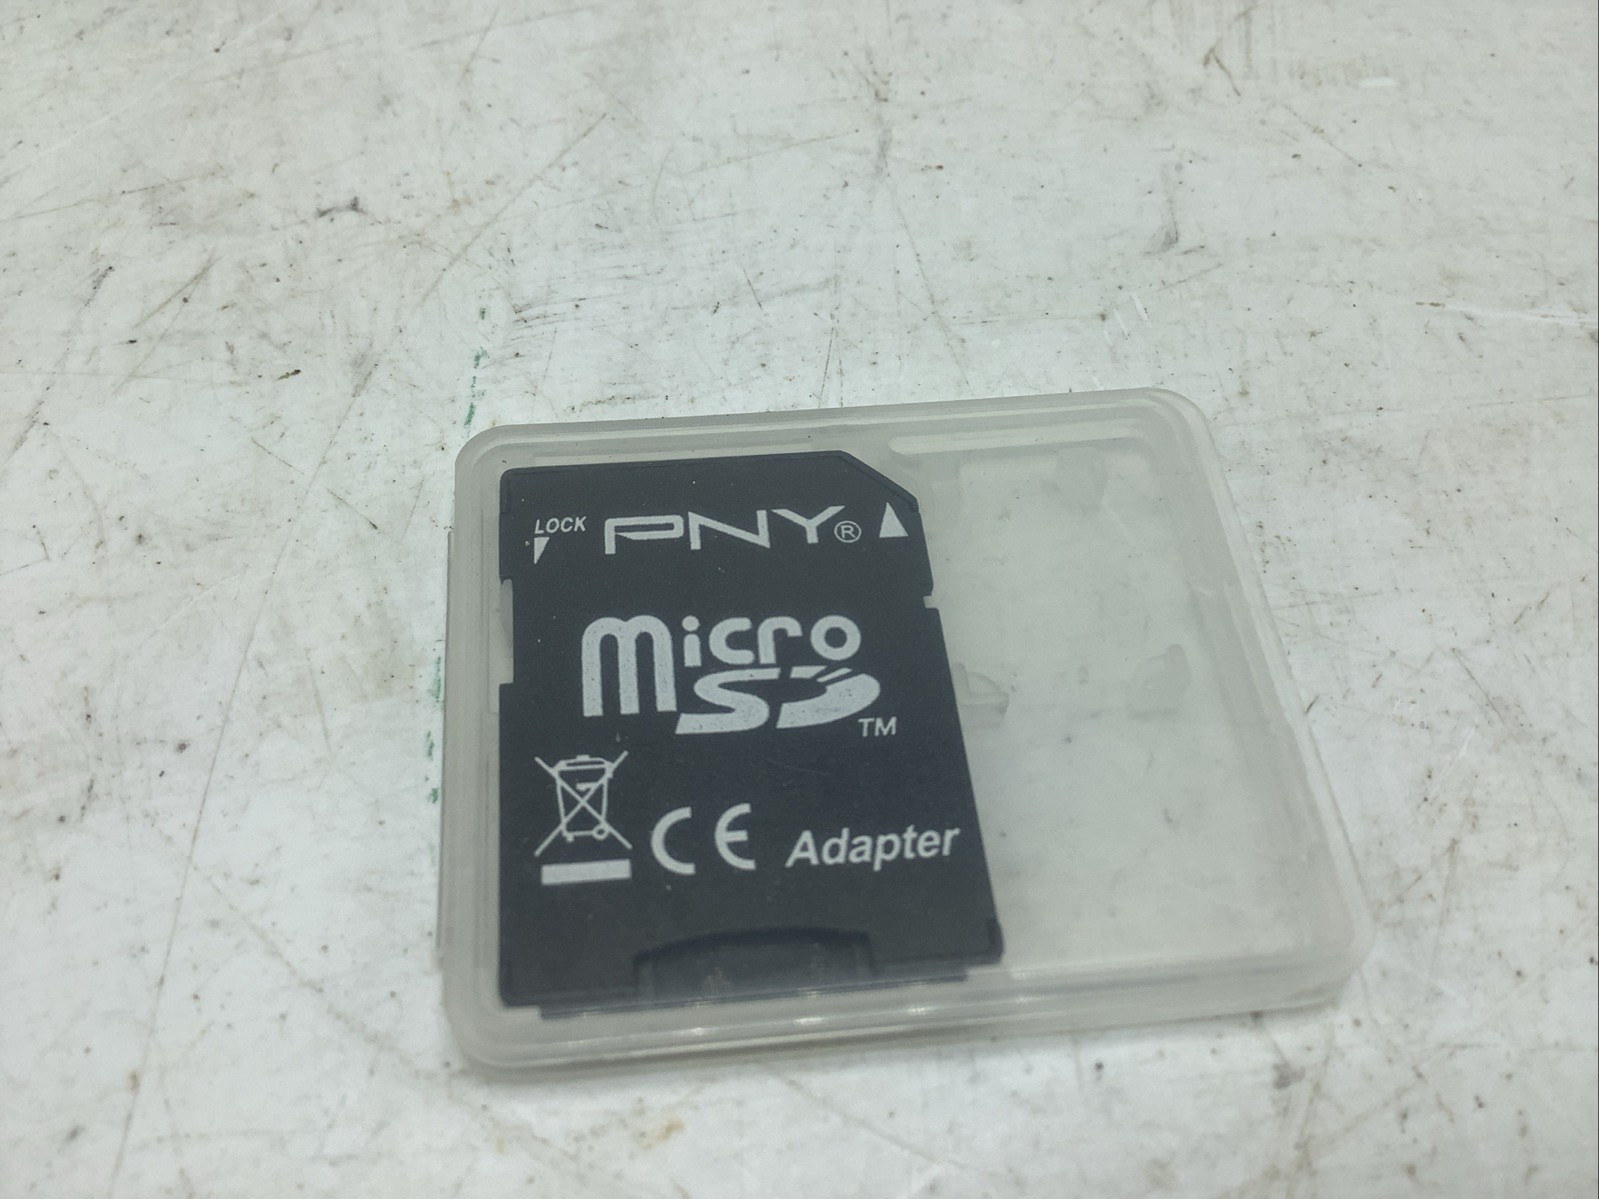 LOCK PNY®
micro
SD™
CE Adapter